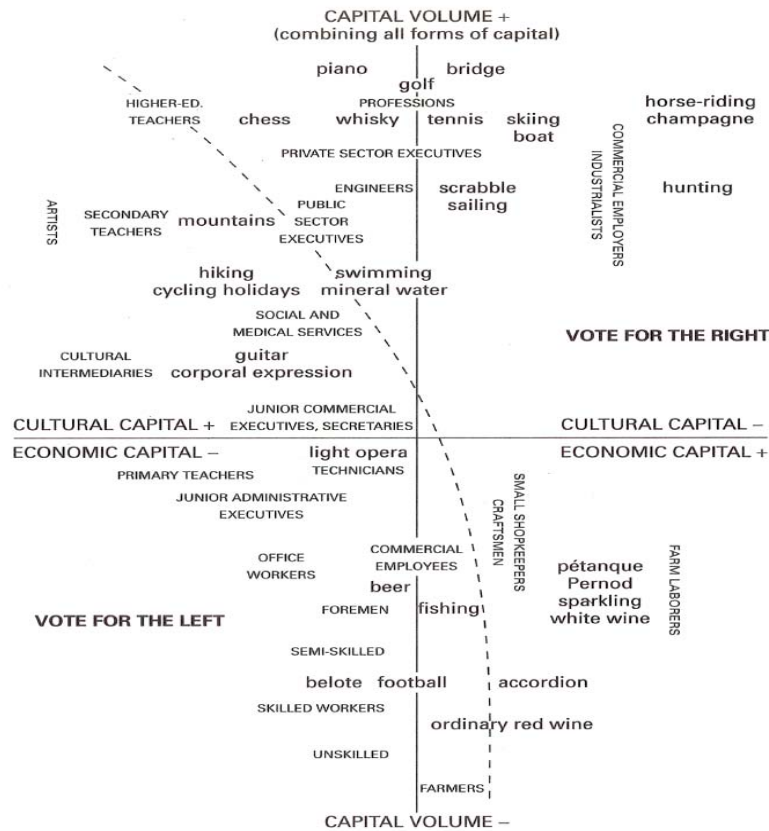 CAPITAL VOLUME +
(combining all forms of capital)
piano
bridge
golf
HIGHER-ED.
TEACHERS
PROFESSIONS
horse-riding
champagne
chess
whisky
tennis
skiing
boat
COMMERCIAL EMPLOYERS
INDUSTRIALISTS
PRIVATE SECTOR EXECUTIVES
ENGINEERS
scrabble
sailing
hunting
ARTISTS
SECONDARY
TEACHERS
mountains
PUBLIC
SECTOR
EXECUTIVES
hiking
cycling holidays
swimming
mineral water
SOCIAL AND
MEDICAL SERVICES
VOTE FOR THE RIGHT
CULTURAL
INTERMEDIARIES
guitar
corporal expression
JUNIOR COMMERCIAL
EXECUTIVES, SECRETARIES
CULTURAL CAPITAL +
CULTURAL CAPITAL –
ECONOMIC CAPITAL –
ECONOMIC CAPITAL +
light opera
TECHNICIANS
PRIMARY TEACHERS
JUNIOR ADMINISTRATIVE
EXECUTIVES
SMALL SHOPKEEPERS
CRAFTSMEN
OFFICE
WORKERS
COMMERCIAL
EMPLOYEES
beer
pétanque
Pernod
sparkling
white wine
FARM LABORERS
FOREMEN
fishing
VOTE FOR THE LEFT
SEMI-SKILLED
belote
football
accordion
SKILLED WORKERS
ordinary red wine
UNSKILLED
FARMERS
CAPITAL VOLUME –